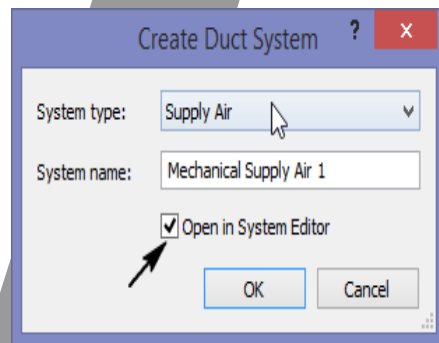 Create Duct System ? x
System type: Supply Air
System name: Mechanical Supply Air 1
Open in System Editor
OK Cancel